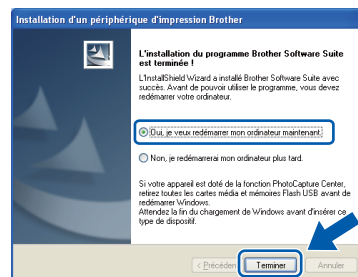 Installation d'un périphérique d'impression Brother
L'installation du programme Brother Software Suite
est terminée !
L'InstallShield Wizard a installé Brother Software Suite avec
succès. Avant de pouvoir utiliser le programme, vous devez
redémarrer votre ordinateur.
Oui, je veux redémarrer mon ordinateur maintenant.
Non, je redémarrerai mon ordinateur plus tard.
Si votre appareil est doté de la fonction PhotoCapture Center,
retirez toutes les cartes média et mémoires Flash USB avant de
redémarrer Windows.
Attendez la fin du chargement de Windows avant d'insérer ce
type de dispositif.
< Précéden Terminer Annuler